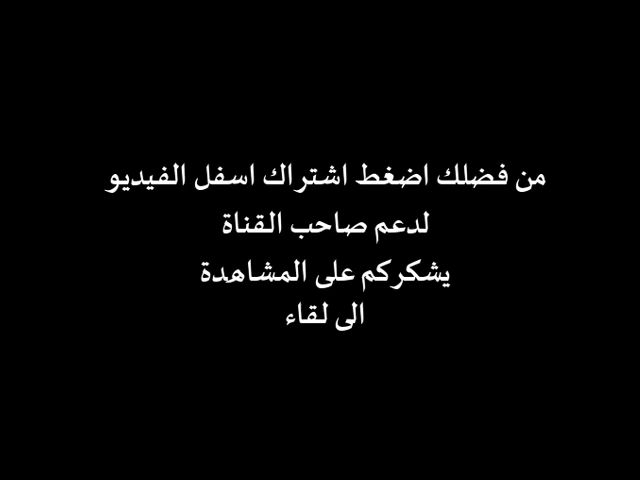 من فضلك اضغط اشتراك اسفل الفيديو
لدعم صاحب القناة
يشكركم على المشاهدة
الى لقاء